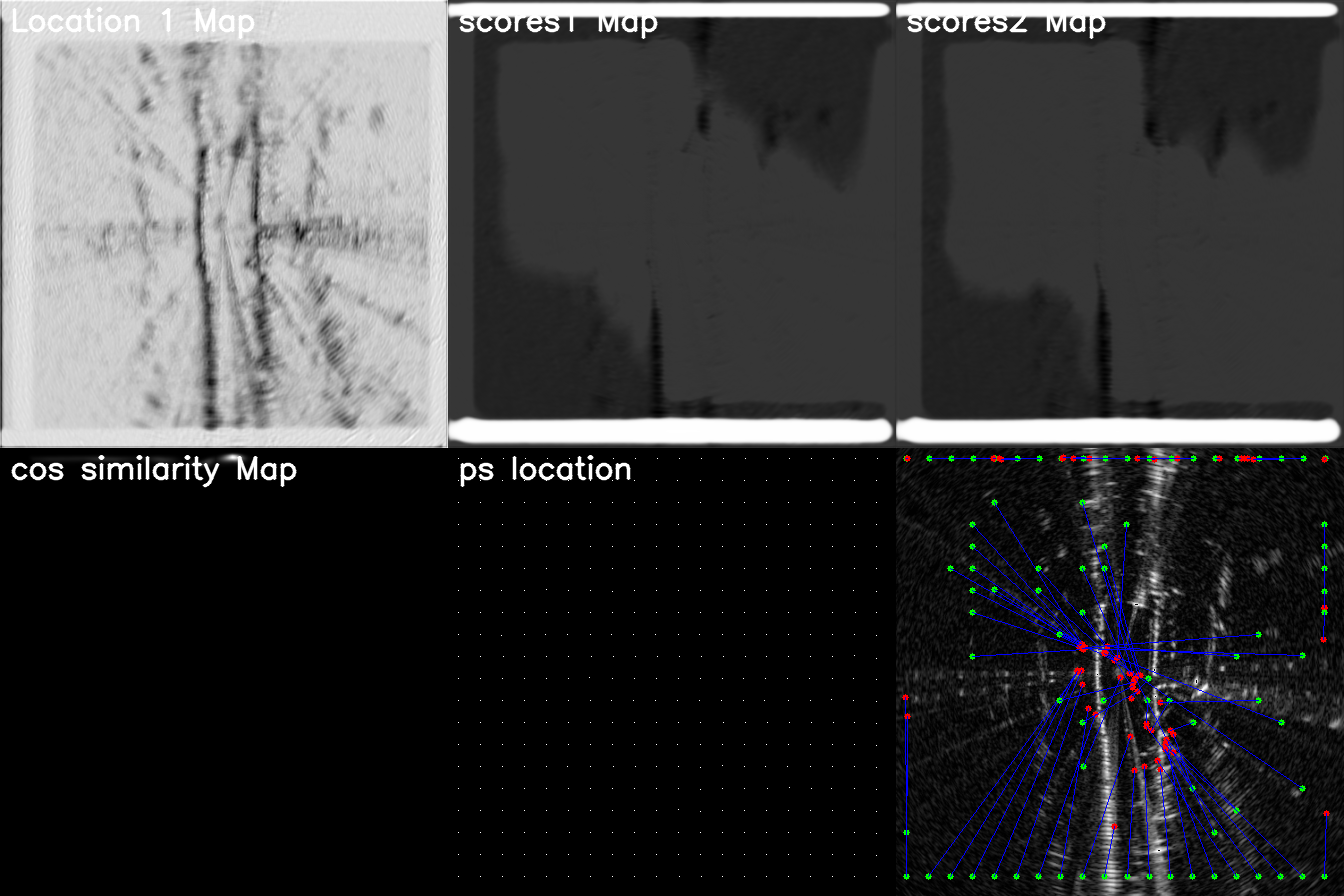 Location 1 Map
scores1 Map
scores2 Map
cos similarity Map
ps location